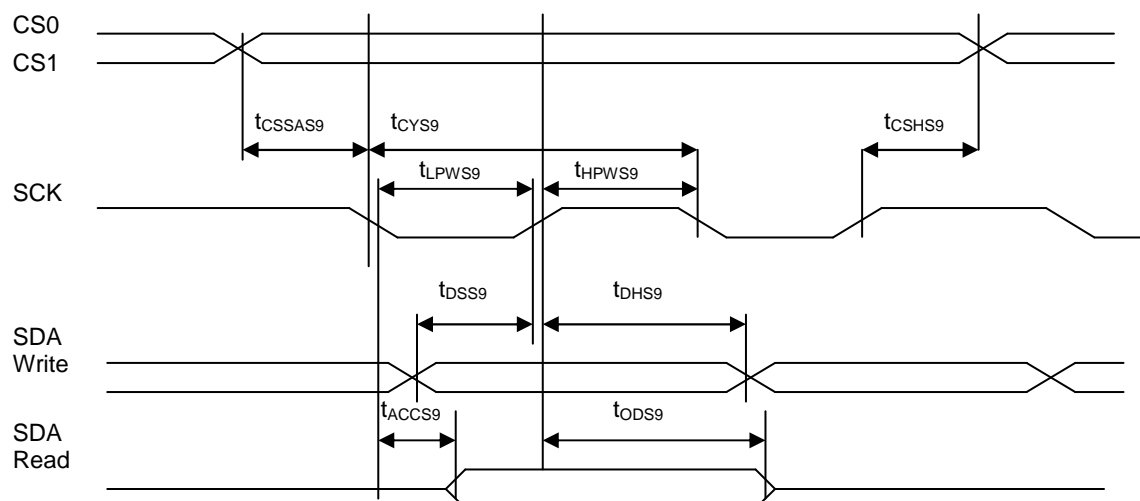 CS0
CS1
tCSSAS9 tCYS9 tCSHS9
tLPWS9 tHPWS9
SCK
tDSS9 tDHS9
SDA
Write
tACCS9 tODS9
SDA
Read